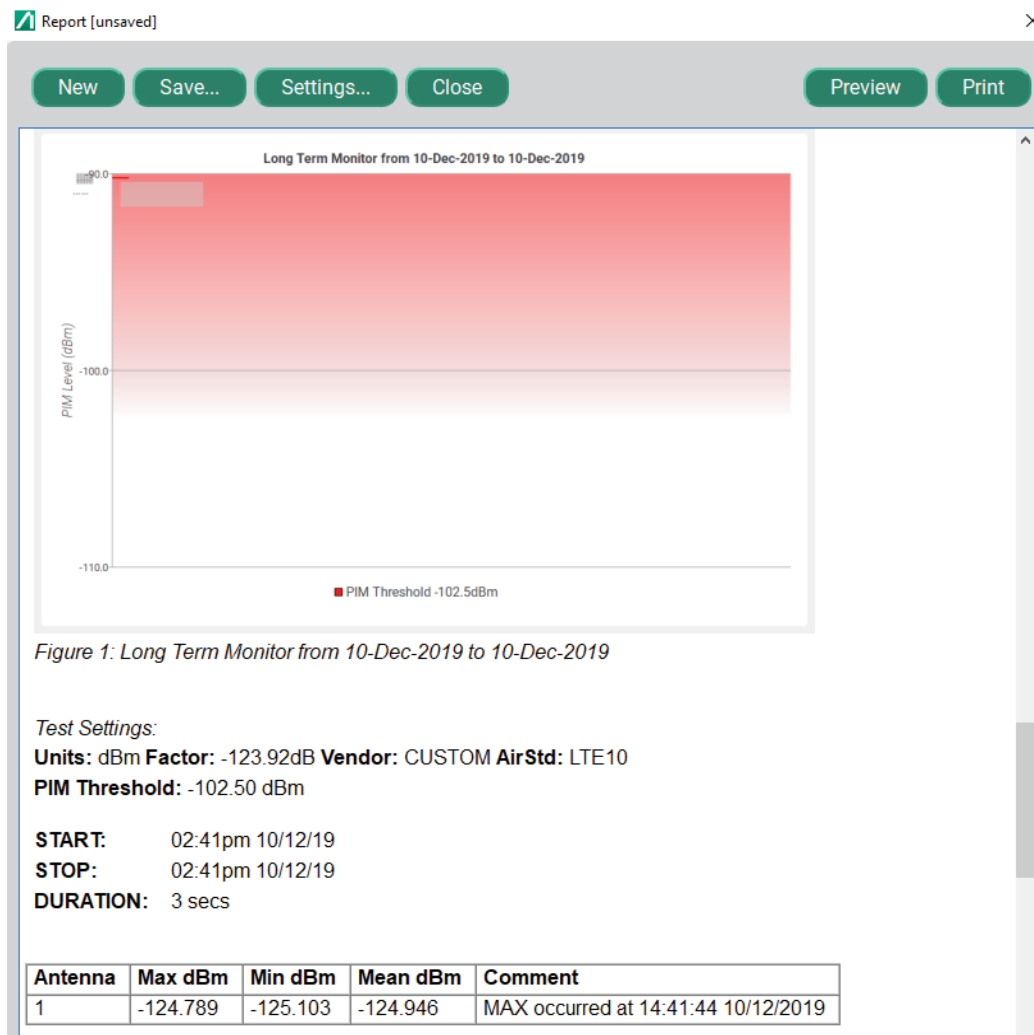 Report [unsaved]
New Save... Settings... Close Preview Print
Long Term Monitor from 10-Dec-2019 to 10-Dec-2019
-90.0
PIM Level (dBm)
-100.0
-110.0
PIM Threshold -102.5dBm
Figure 1: Long Term Monitor from 10-Dec-2019 to 10-Dec-2019
Test Settings:
Units: dBm Factor: -123.92dB Vendor: CUSTOM AirStd: LTE10
PIM Threshold: -102.50 dBm
START: 02:41pm 10/12/19
STOP: 02:41pm 10/12/19
DURATION: 3 secs
Antenna Max dBm Min dBm Mean dBm Comment
1 -124.789 -125.103 -124.946 MAX occurred at 14:41:44 10/12/2019